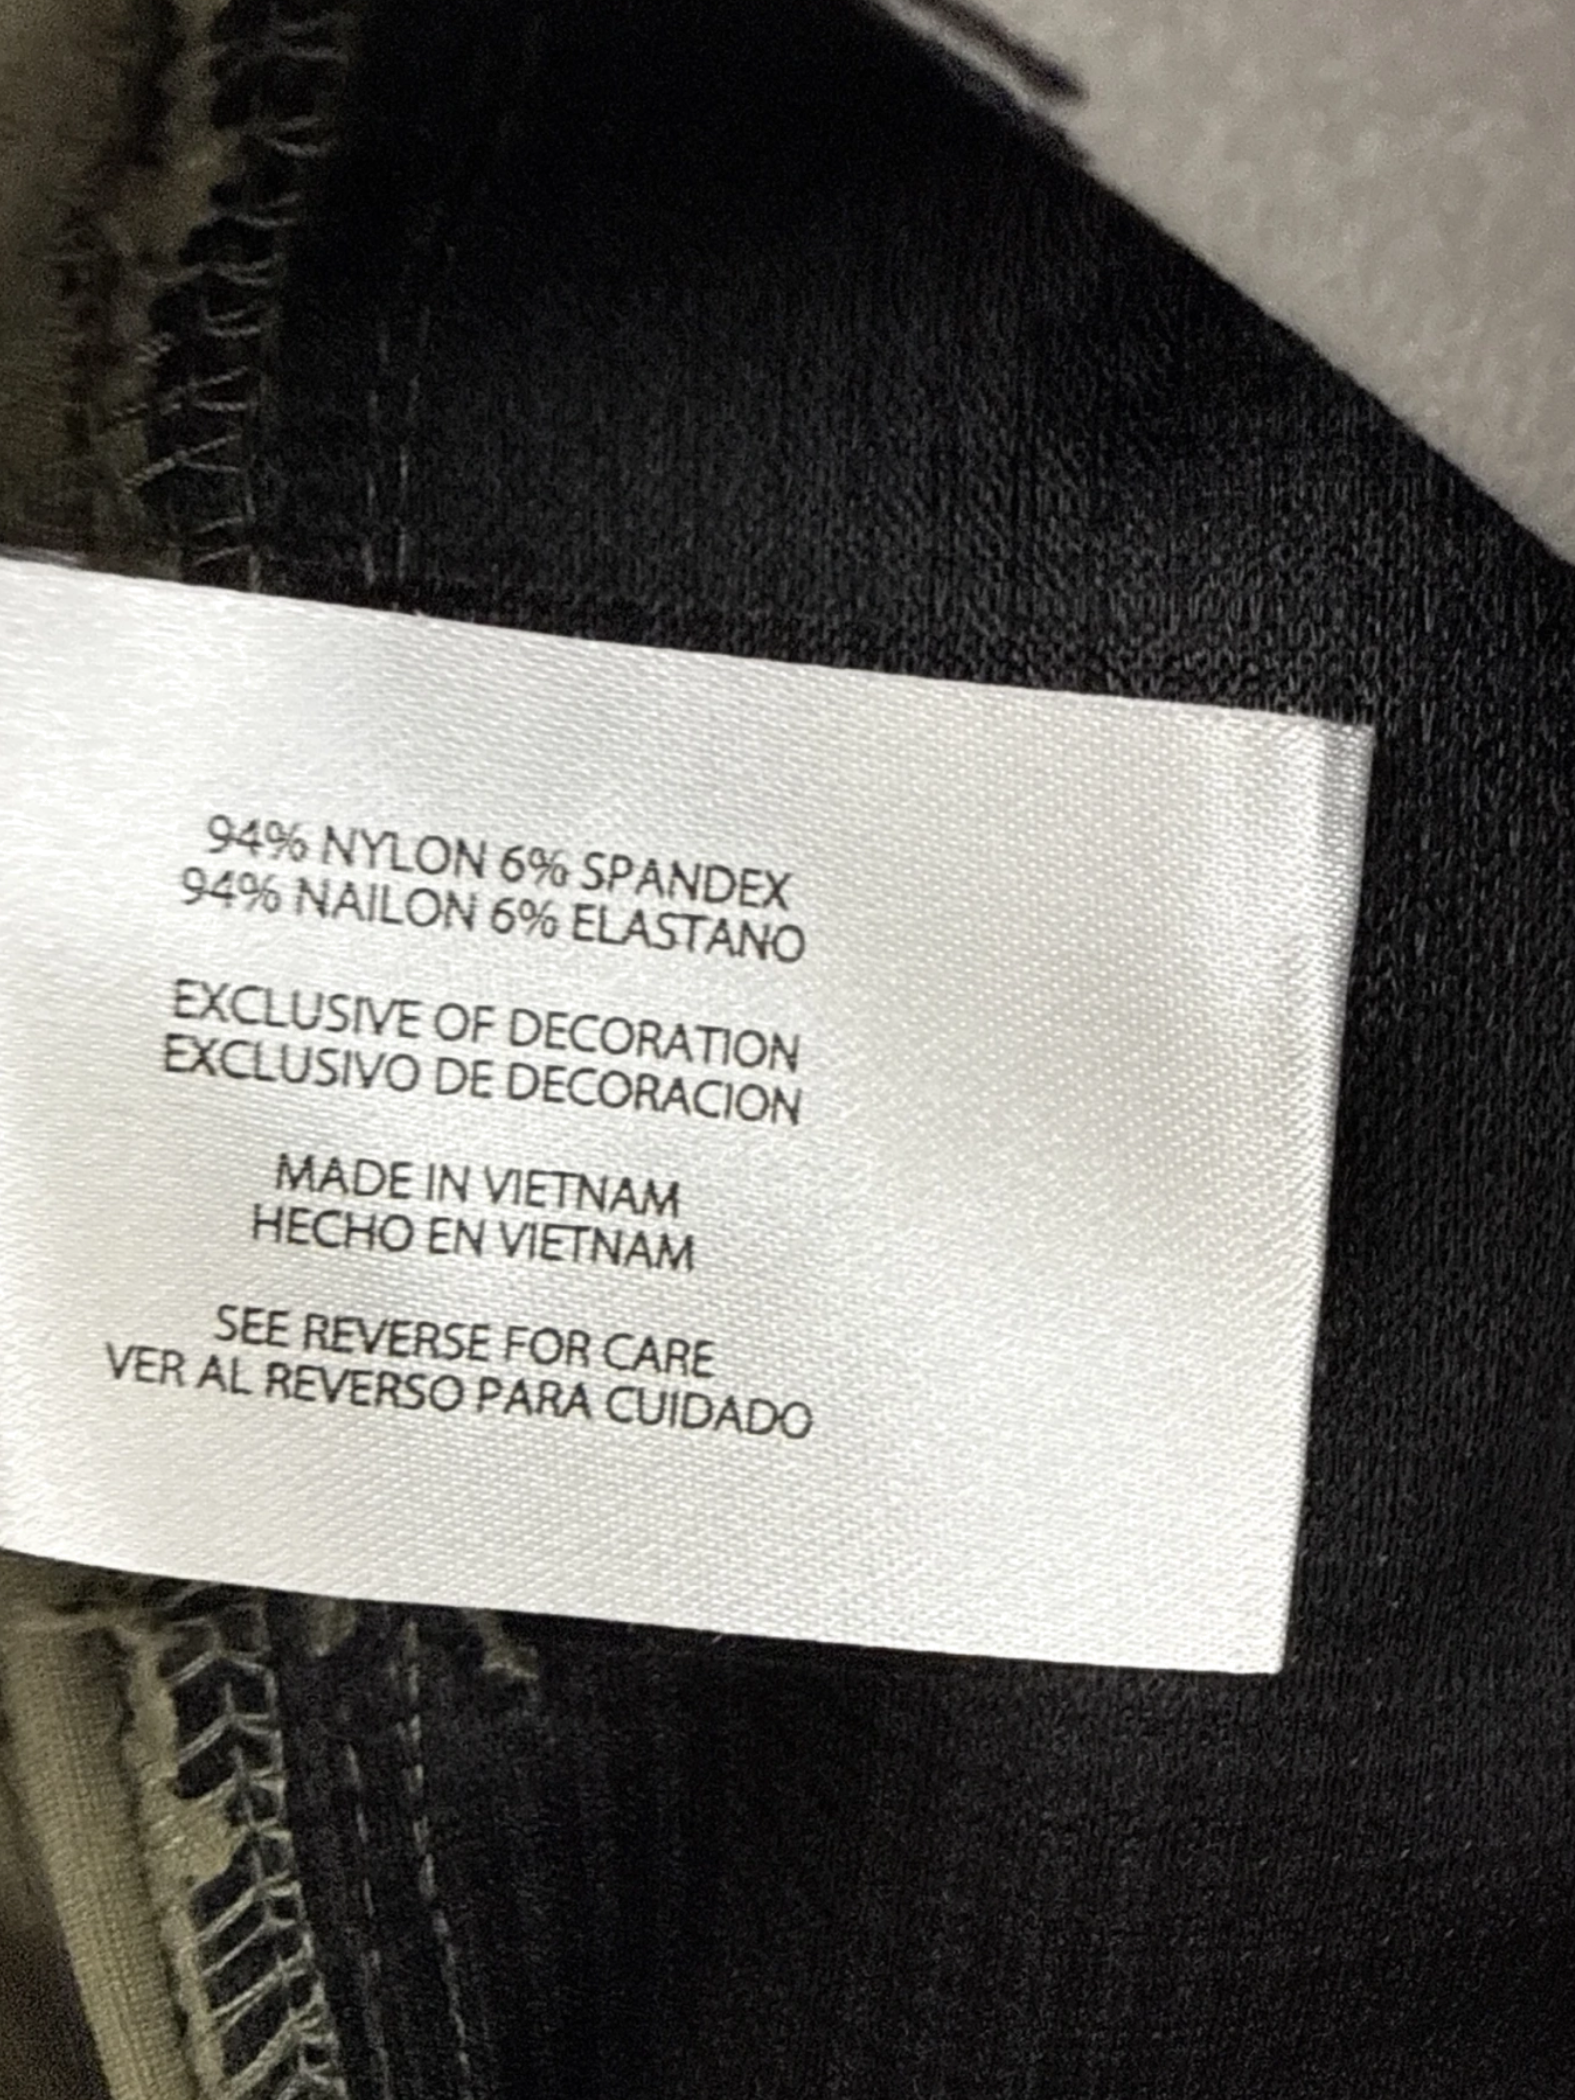 94% NYLON 6% SPANDEX
94% NAILON 6% ELASTANO
EXCLUSIVE OF DECORATION
EXCLUSIVO DE DECORACION
MADE IN VIETNAM
HECHO EN VIETNAM
SEE REVERSE FOR CARE
VER AL REVERSO PARA CUIDADO